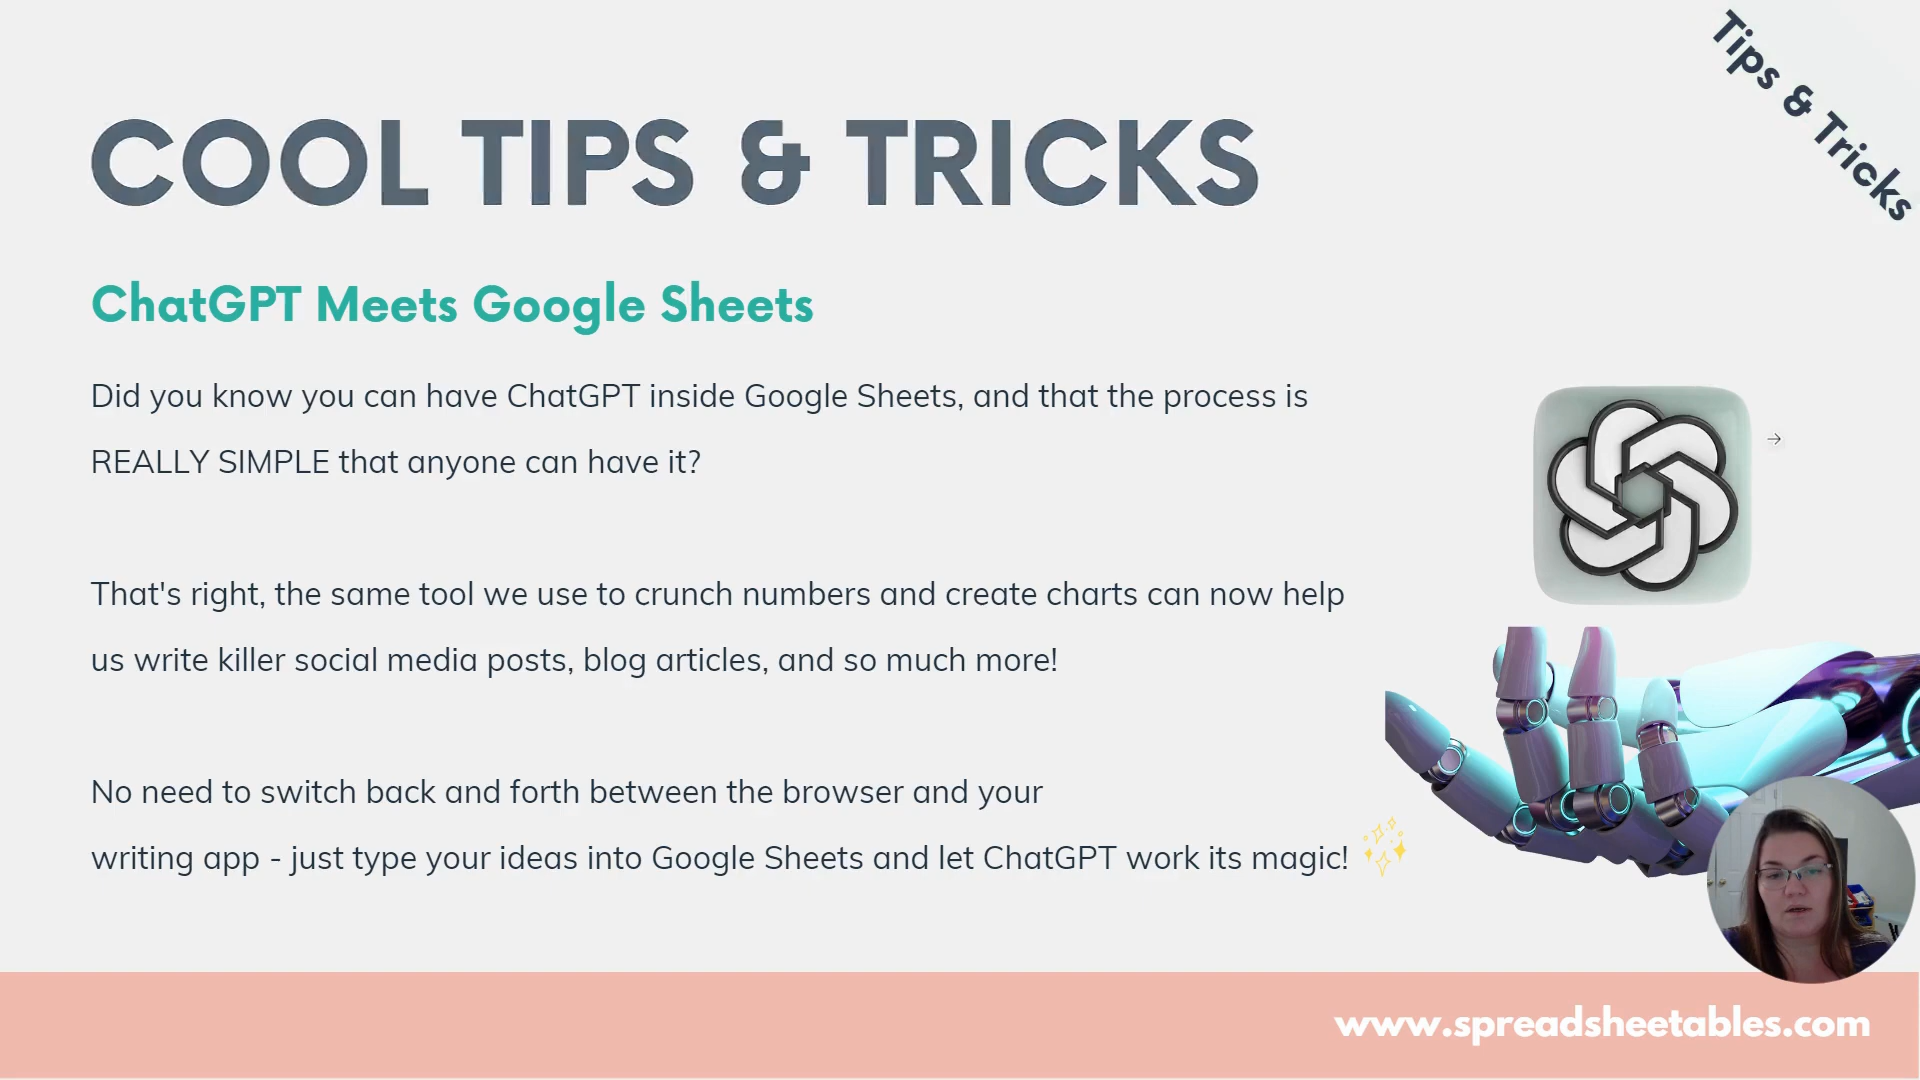 Tips & Tricks
COOL TIPS & TRICKS
ChatGPT Meets Google Sheets
Did you know you can have ChatGPT inside Google Sheets, and that the process is
REALLY SIMPLE that anyone can have it?
That's right, the same tool we use to crunch numbers and create charts can now help
us write killer social media posts, blog articles, and so much more!
No need to switch back and forth between the browser and your
writing app - just type your ideas into Google Sheets and let ChatGPT work its magic!
www.spreadsheetables.com